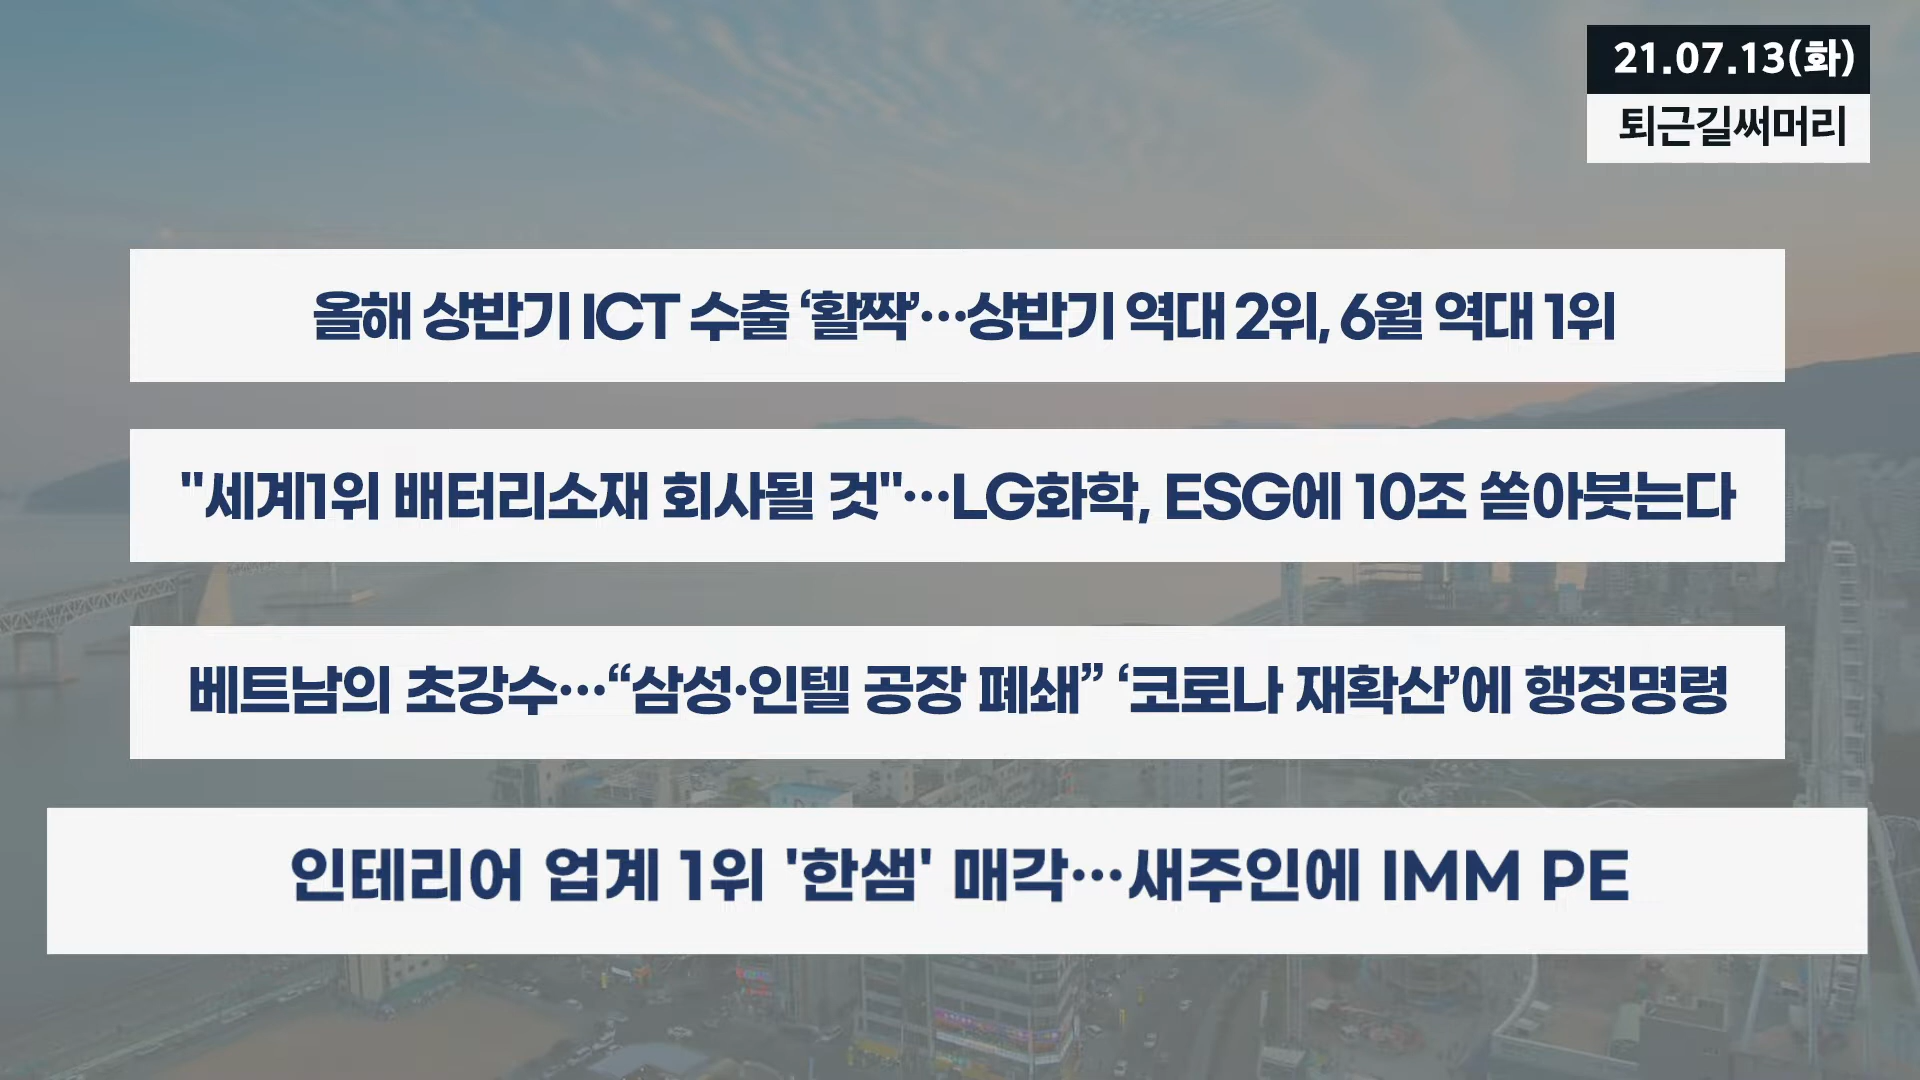 21.07.13(화)
퇴근길써머리
올해 상반기 ICT 수출 ‘활짝’…상반기 역대 2위, 6월 역대 1위
"세계1위 배터리소재 회사될 것"…LG화학, ESG에 10조 쏟아붓는다
베트남의 초강수…“삼성·인텔 공장 폐쇄” ‘코로나 재확산’에 행정명령
인테리어 업계 1위 '한샘' 매각…새주인에 IMM PE